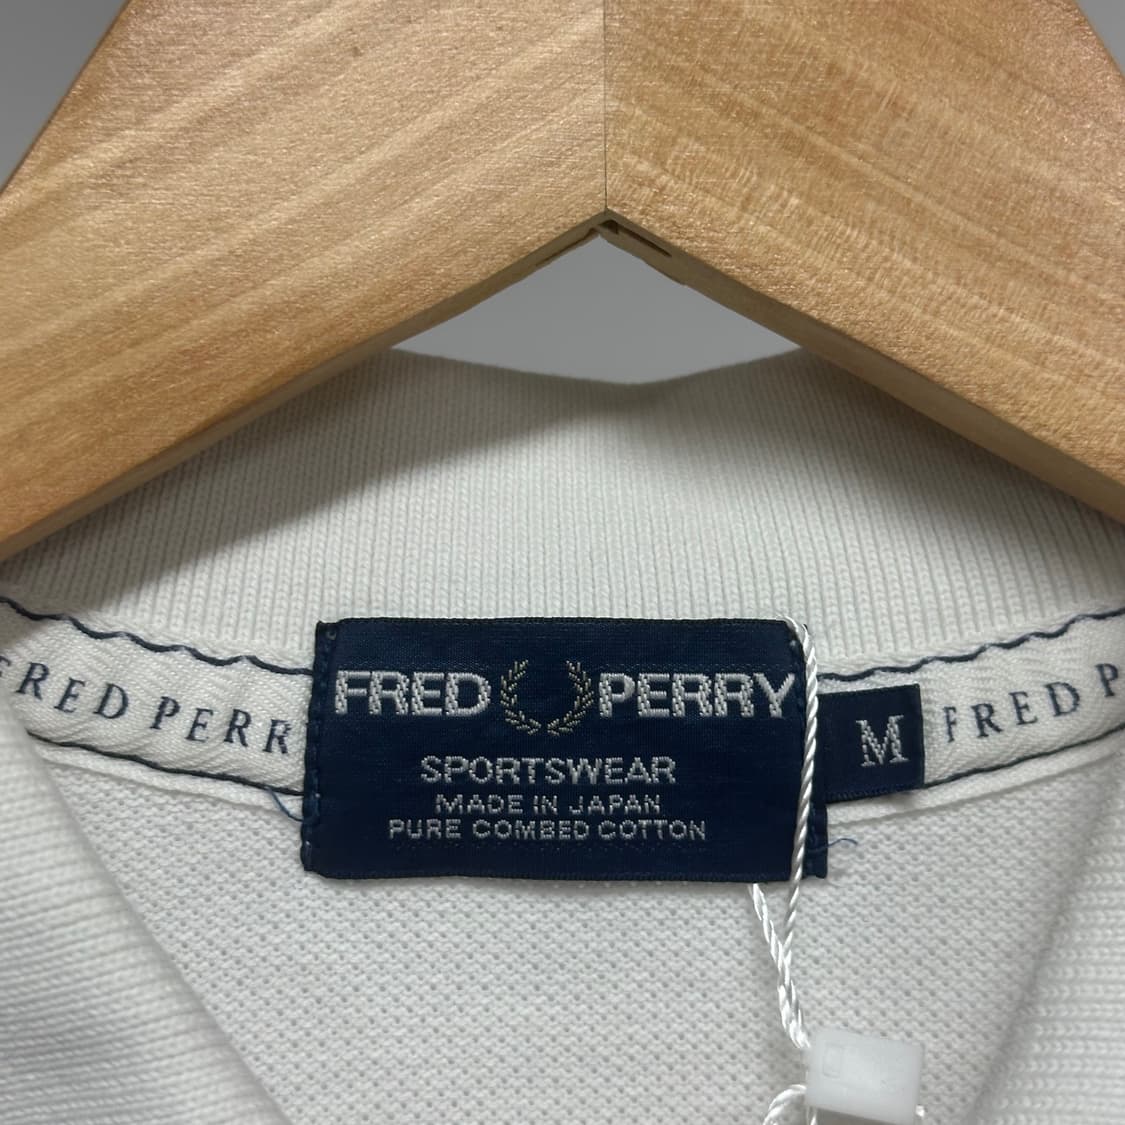 FRED PERRY
SPORTSWEAR
MADE IN JAPAN
PURE COMBED COTTON
M
FRED PERR
FRED P